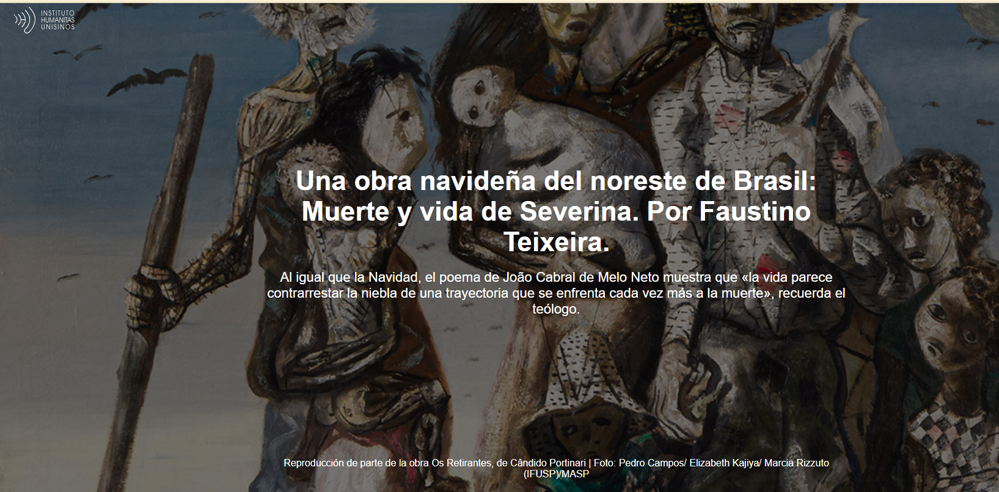 INSTITUTO
HUMANITAS
UNISINOS
Una obra navideña del noreste de Brasil:
Muerte y vida de Severina. Por Faustino
Teixeira.
Al igual que la Navidad, el poema de João Cabral de Melo Neto muestra que «la vida parece
contrarrestar la niebla de una trayectoria que se enfrenta cada vez más a la muerte», recuerda el
teólogo.
Reproducción de parte de la obra Os Retirantes, de Cândido Portinari | Foto: Pedro Campos/ Elizabeth Kajiya/ Marcia Rizzuto
(IFUSP)/MASP